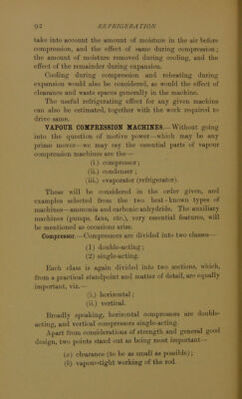 92 REFRIGERATION
take into account the amount of moisture in the air before
compression, and the effect of same during compression;
the amount of moisture removed during cooling, and the
effect of the remainder during expansion.
Cooling during compression and reheating during
expansion would also be considered, as would the effect of
clearance and waste spaces generally in the machine.
The useful refrigerating effect for any given machine
can also be estimated, together with the work required to
drive same.
VAPOUR COMPRESSION MACHINES.—Without going
into the question of motive power—which may be any
prime mover—we may say the essential parts of vapour
compression machines are the—
(i.) compressor;
(ii.) condenser;
(iii.) evaporator (refrigerator).
These will be considered in the order given, and
examples selected from the two best-known types of
machines—ammonia and carbonic anhydride. The auxiliary
machines (pumps, fans, etc.), very essential features, will
be mentioned as occasions arise.
Compressor.—Compressors are divided into two classes—
(1) double-acting;
(2) single-acting.
Each class is again divided into two sections, which,
from a practical standpoint and matter of detail, are equally
important, viz.—
(i.) horizontal;
(ii.) vertical.
Broadly speaking, horizontal compressors are double-
acting, and vertical compressors single-acting.
Apart from considerations of strength and general good
design, two points stand out as being most important—
(a) clearance (to be as small as possible);
(b) vapour-tight working of the rod.